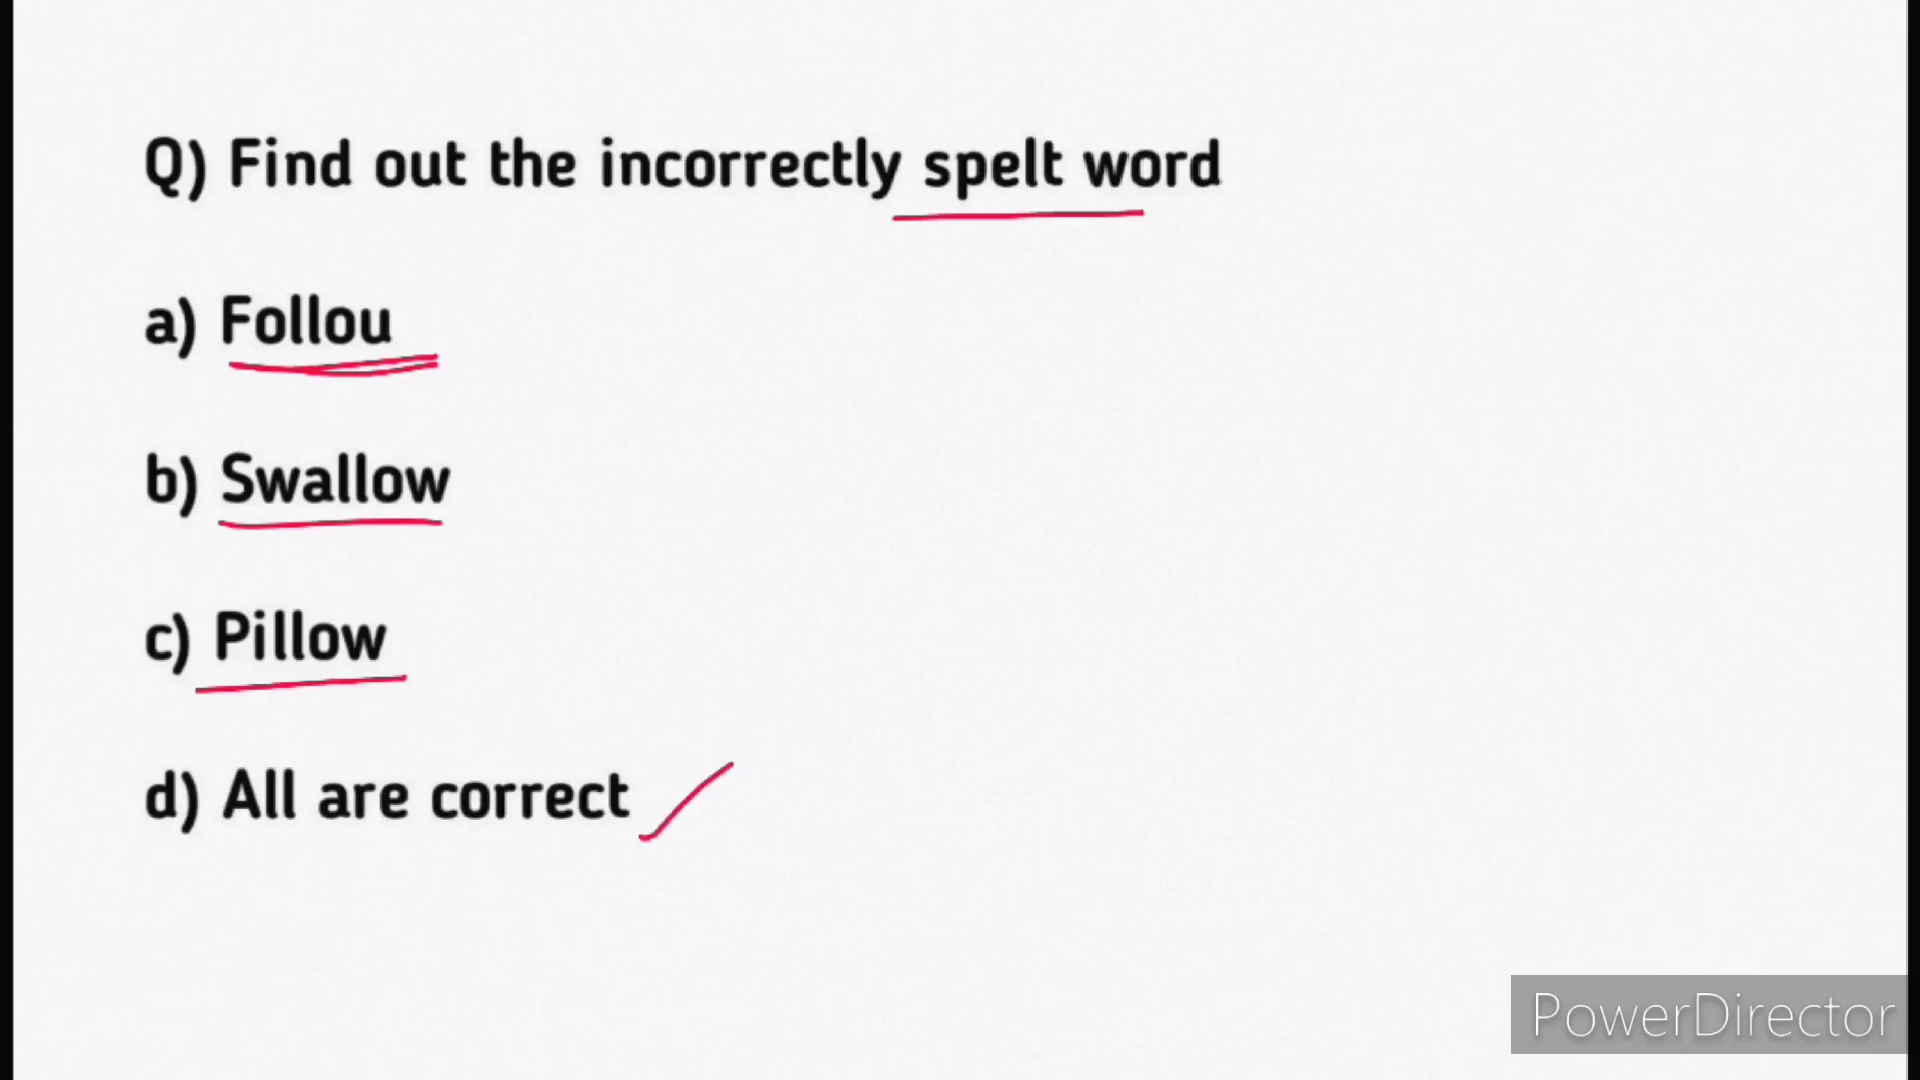 Q) Find out the incorrectly spelt word
a) Follou
b) Swallow
c) Pillow
d) All are correct
PowerDirector